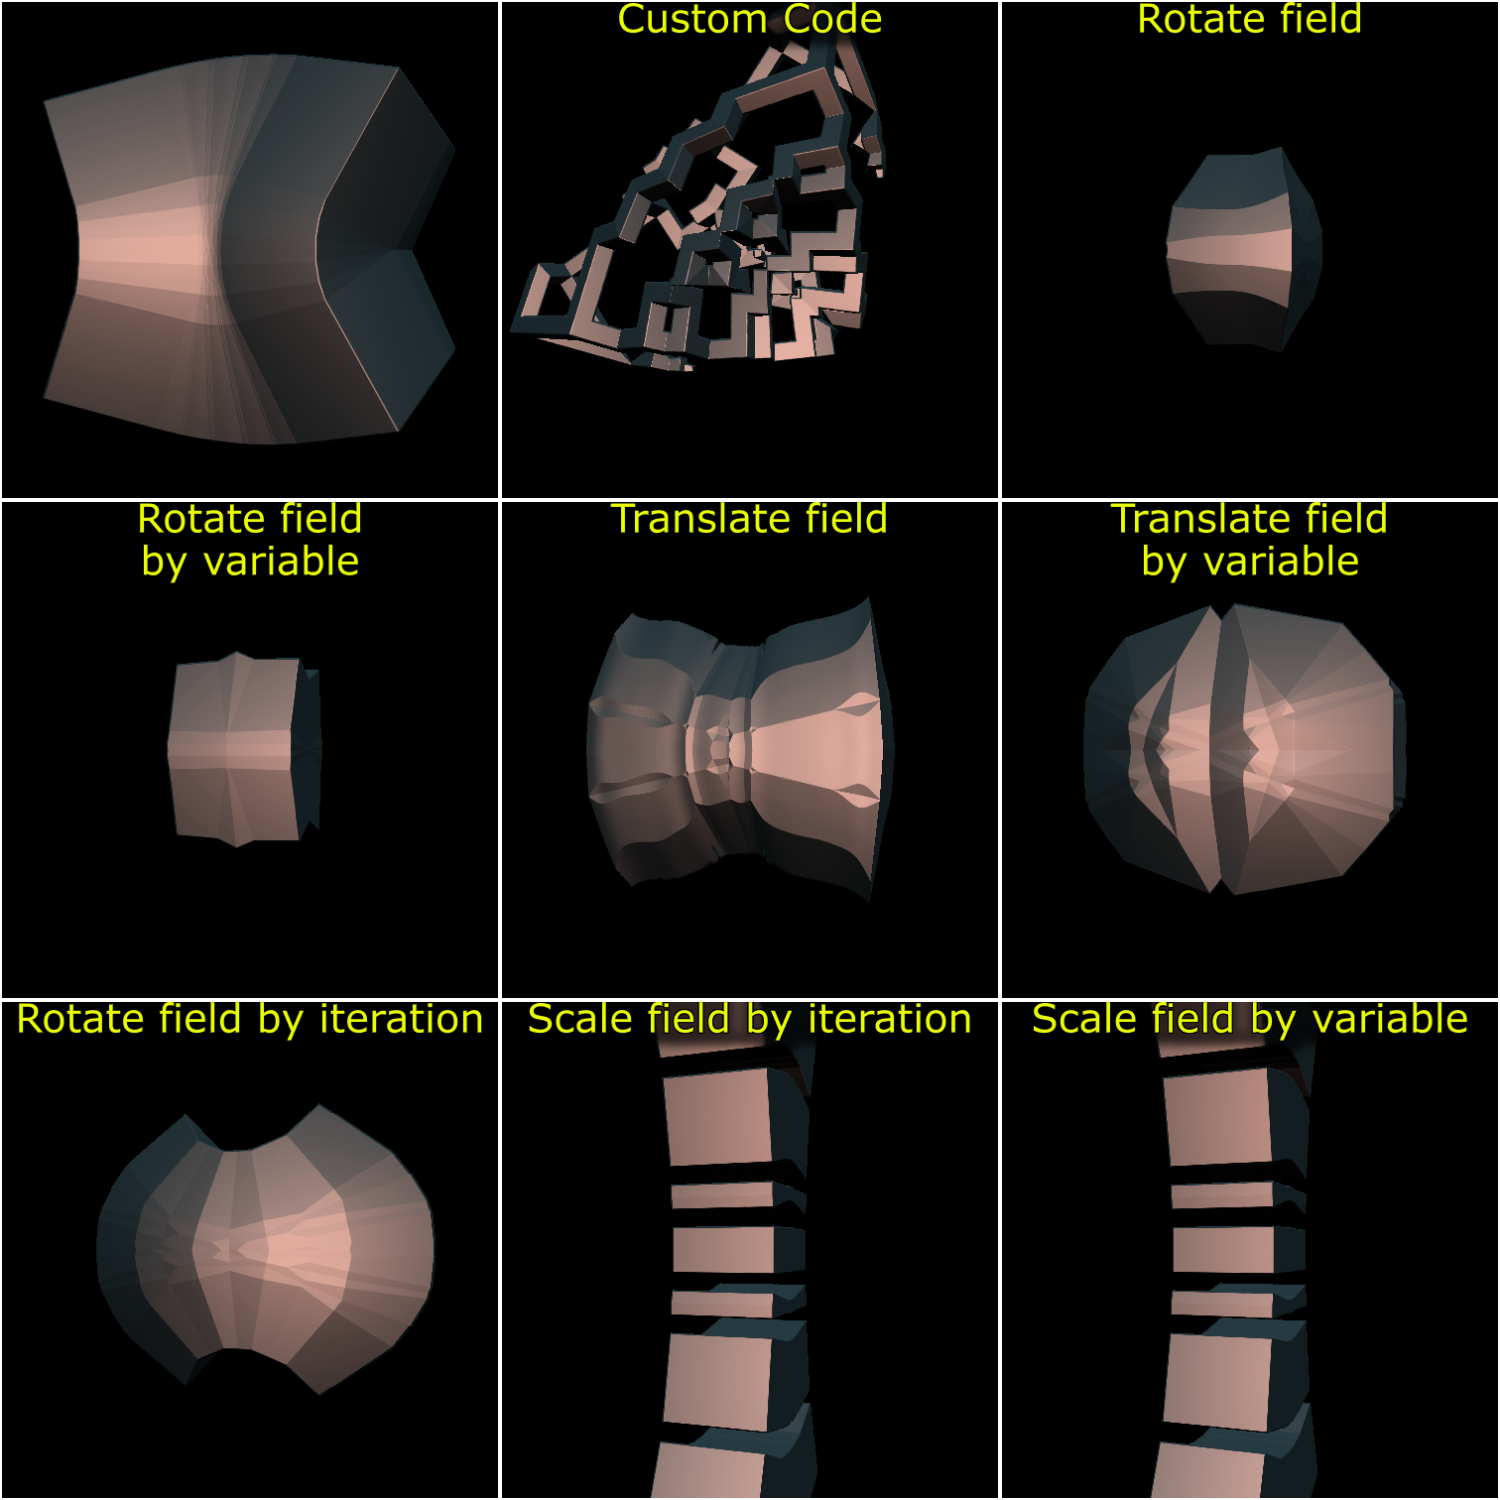 Custom Code
Rotate field
Rotate field
by variable
Translate field
Translate field
by variable
Rotate field by iteration
Scale field by iteration
Scale field by variable